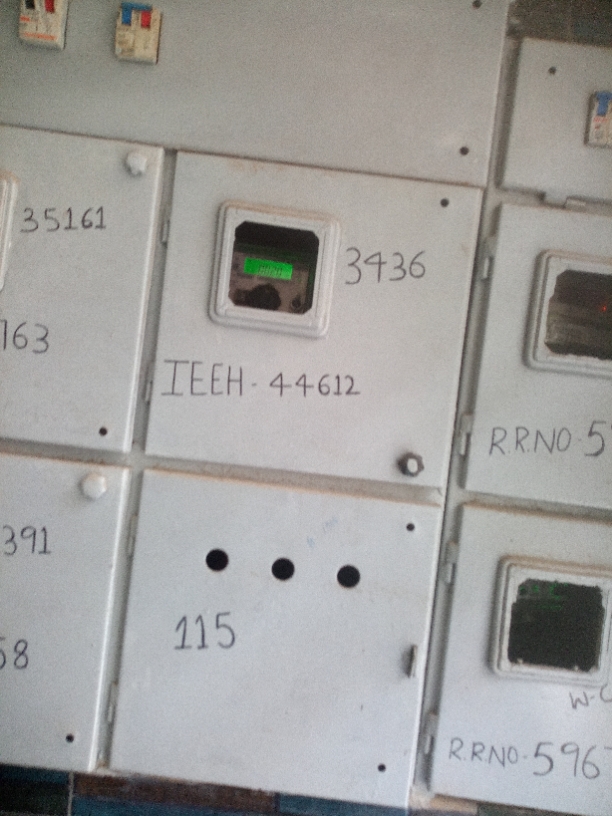 35161
163
3436
IEEH - 44612
R.R.NO - 5
391
58
115
W-C
R.R.NO - 596